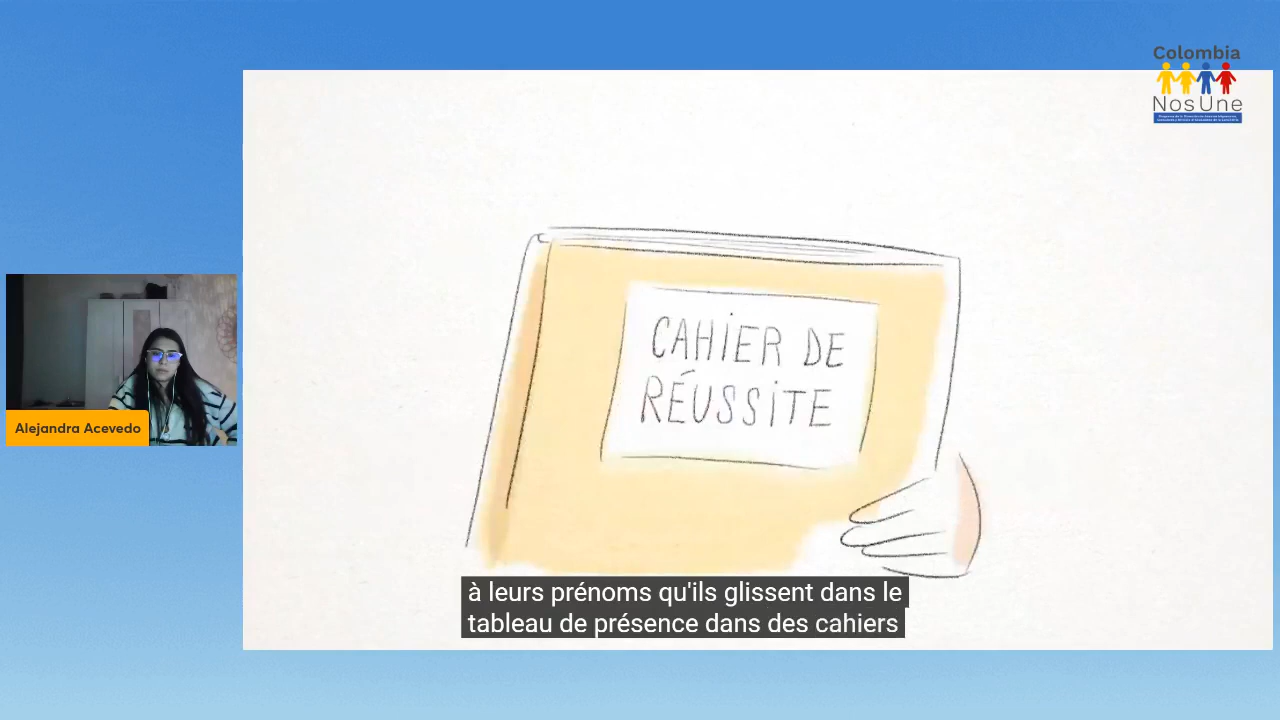 Colombia
NosUne
CAHIER DE
RÉUSSITE
Alejandra Acevedo
à leurs prénoms qu'ils glissent dans le
tableau de présence dans des cahiers